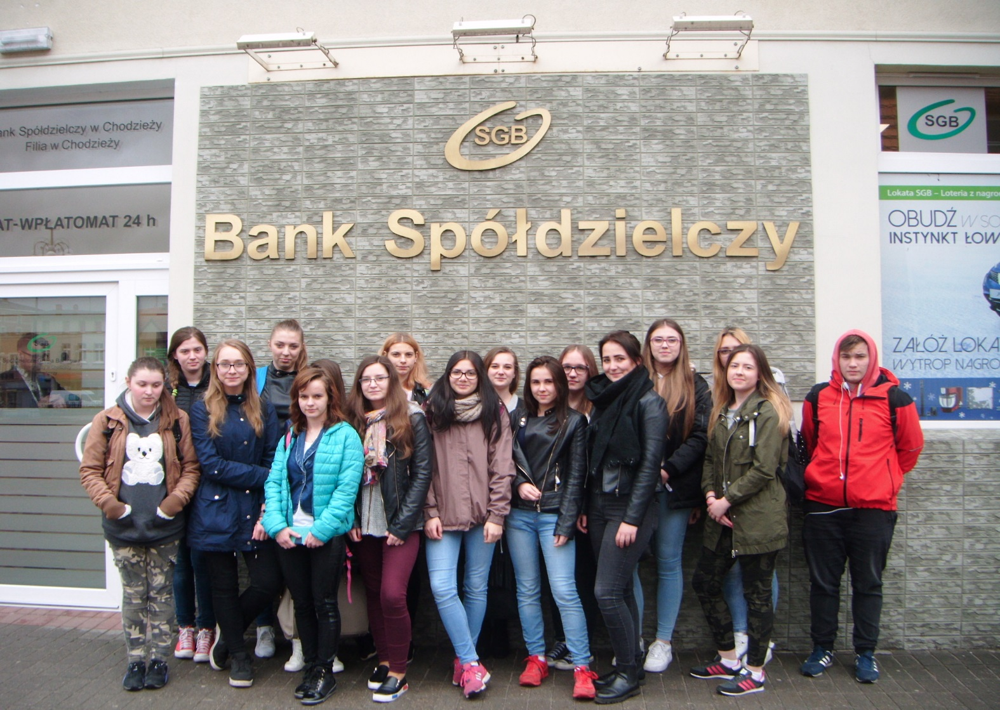 ank Spółdzielczy w Chodzieży
Filia w Chodzieży
AT-WPŁATOMAT 24 h
SGB
Bank Spółdzielczy
SGB
Lokata SGB – Loteria z nagro
OBUDŹ W SO
INSTYNKT ŁOW
ZAŁÓŻ LOKA
WYTROP NAGRO